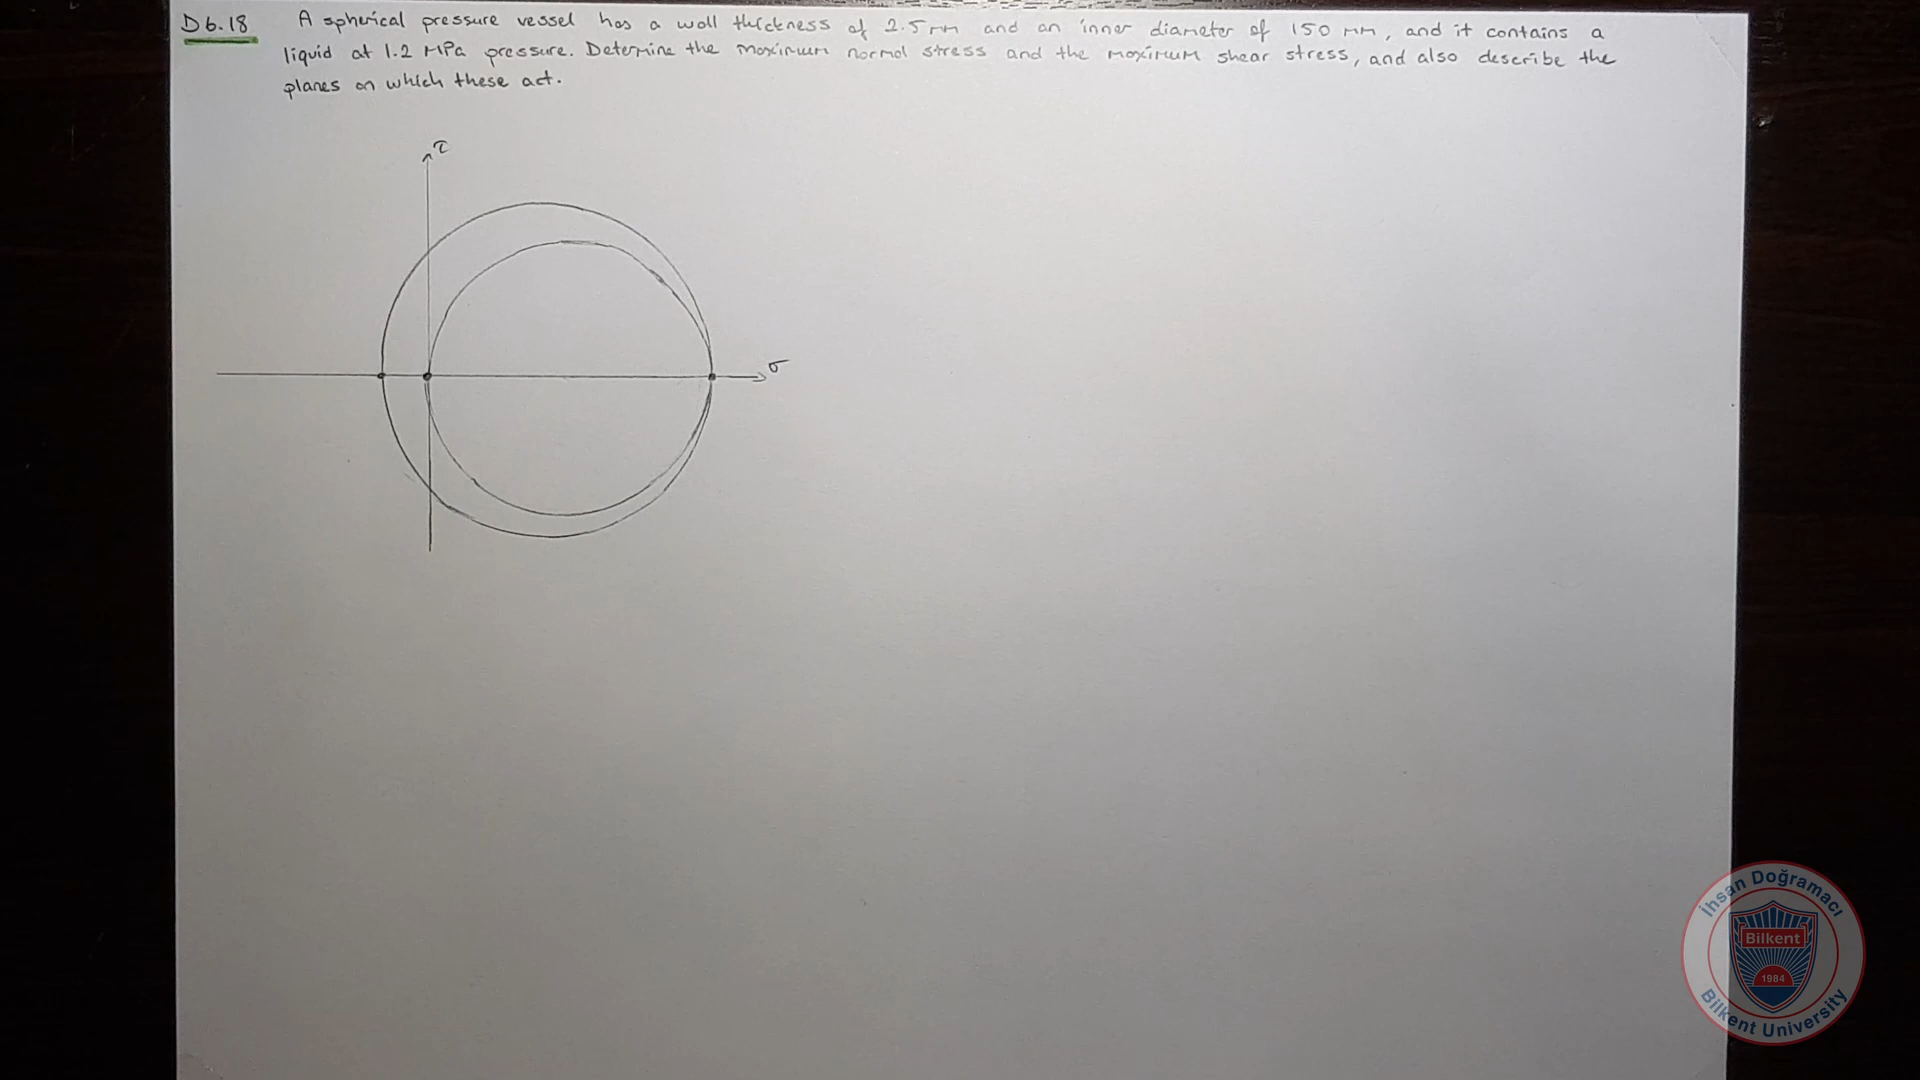 D6.18 A spherical pressure vessel has a wall thickness of 2.5 mm and an inner diameter of 150 mm, and it contains a
liquid at 1.2 MPa pressure. Determine the maximum normal stress and the maximum shear stress, and also describe the
planes on which these act.
τ
σ
İhsan Doğramacı
Bilkent
1984
Bilkent University